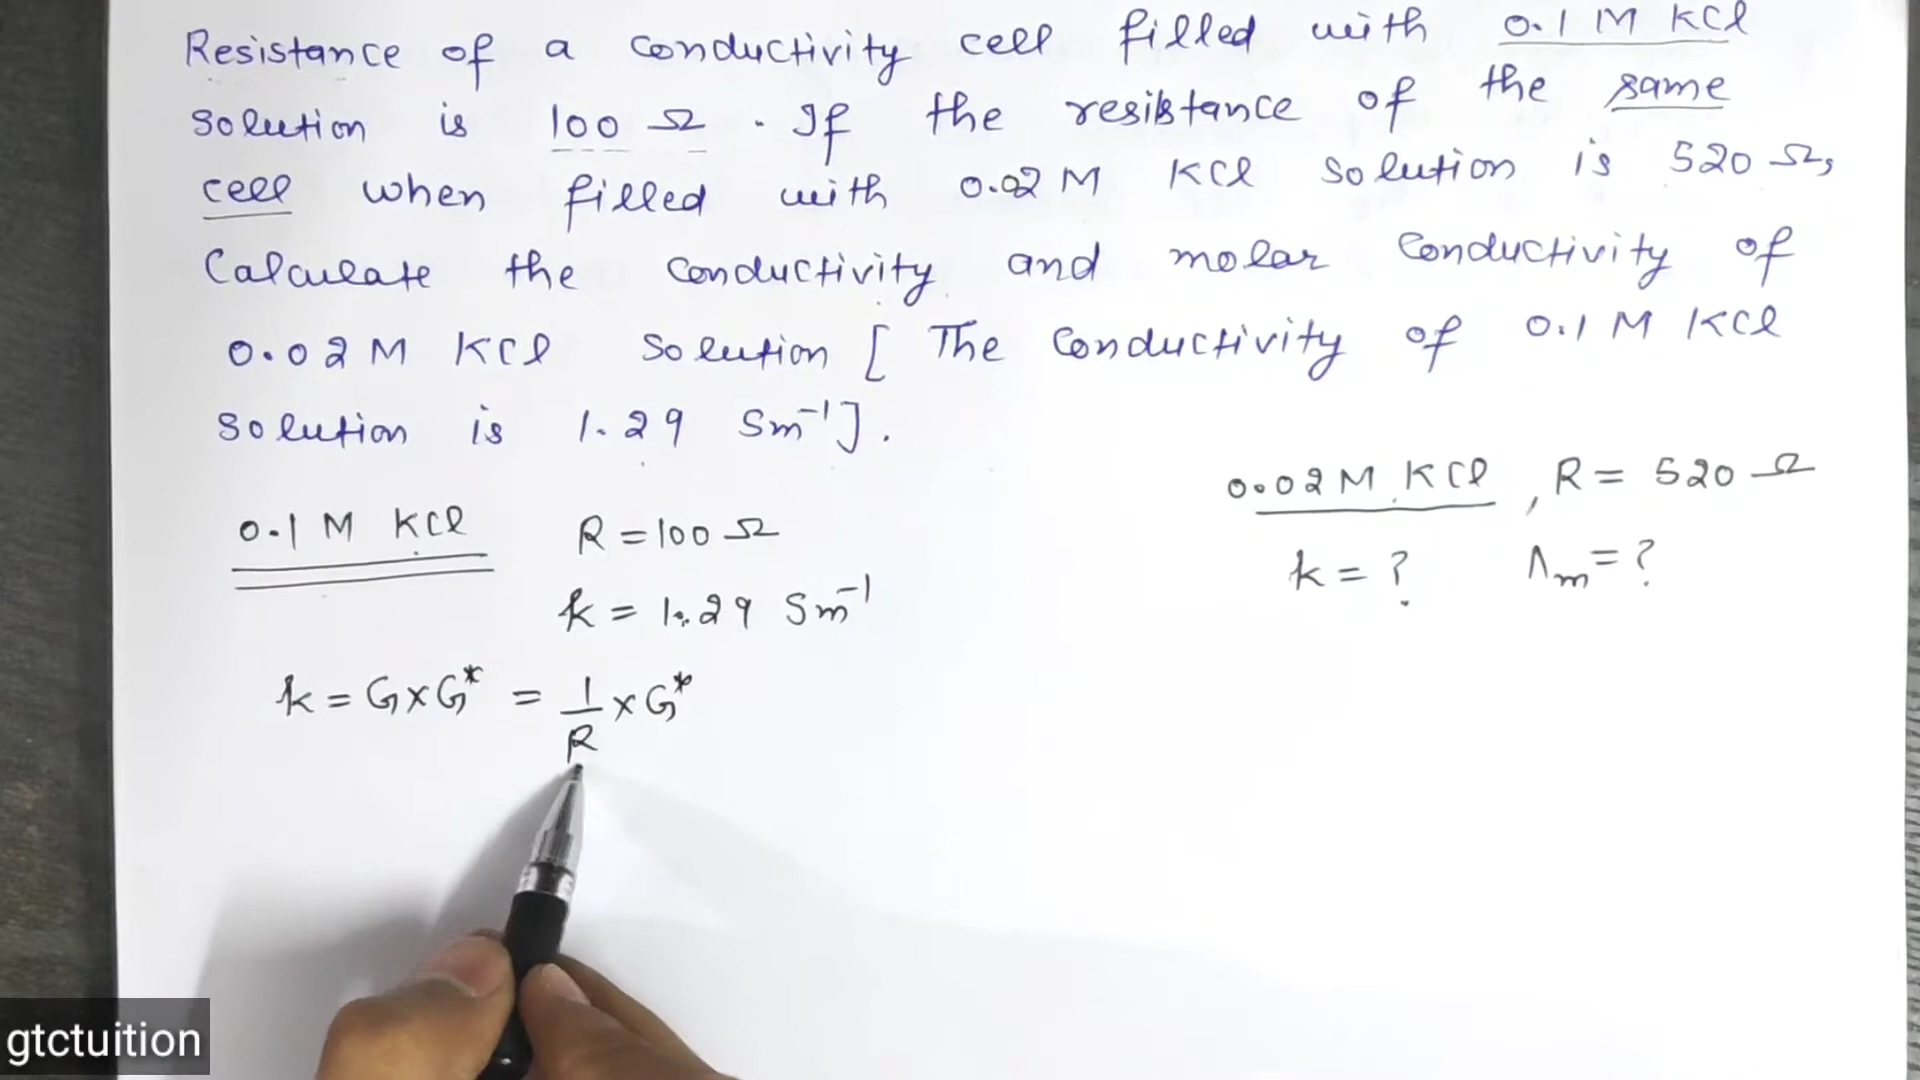 Resistance of a conductivity cell filled with 0.1 M KCl
solution is 100 Ω. If the resistance of the same
cell when filled with 0.02 M KCl solution is 520 Ω,
Calculate the conductivity and molar conductivity of
0.02 M KCl solution [The conductivity of 0.1 M KCl
solution is 1.29 Sm⁻¹].
0.1 M KCl R = 100 Ω
k = 1.29 Sm⁻¹
k = G × G* = 1/R × G*
0.02 M KCl, R = 520 Ω
k = ? Λm = ?
gtctuition